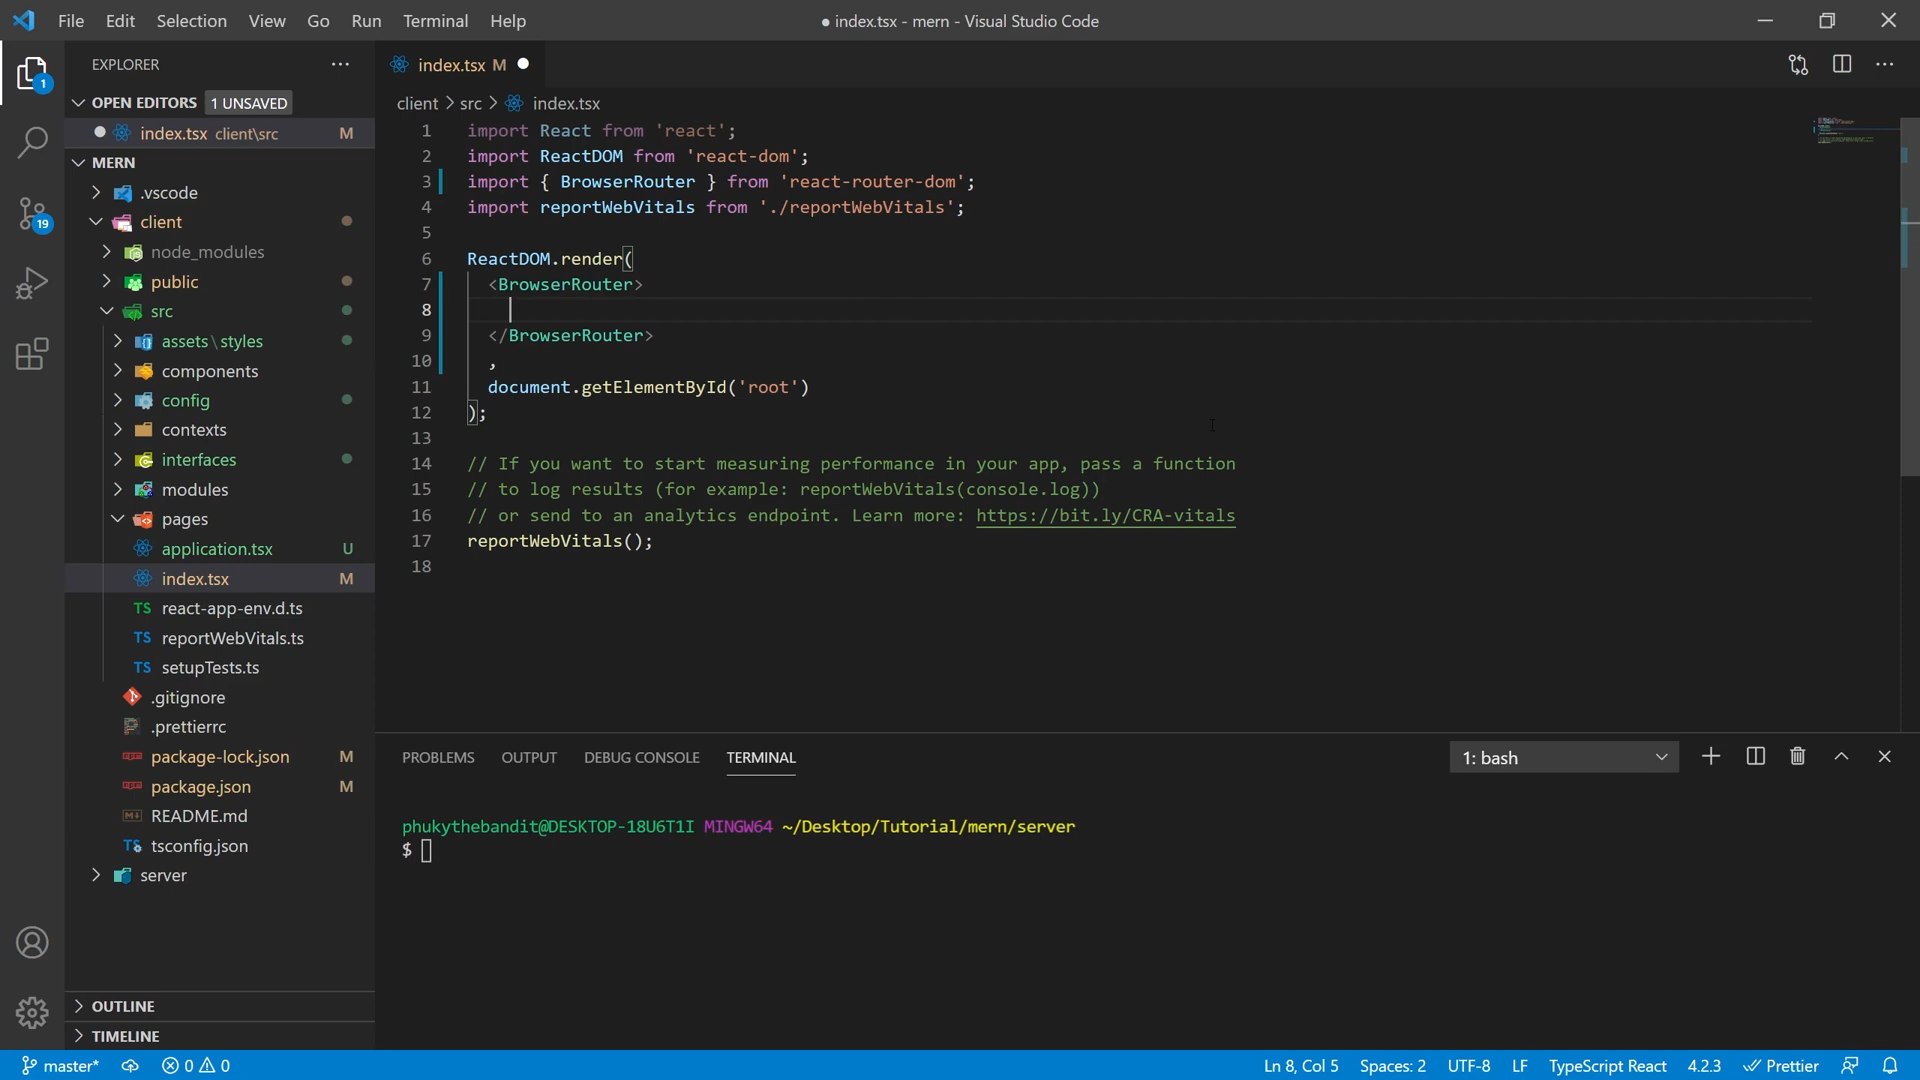 File Edit Selection View Go Run Terminal Help
● index.tsx - mern - Visual Studio Code
EXPLORER
OPEN EDITORS 1 UNSAVED
index.tsx client\src M
MERN
.vscode
client
node_modules
public
src
assets\styles
components
config
contexts
interfaces
modules
pages
application.tsx U
index.tsx M
react-app-env.d.ts
reportWebVitals.ts
setupTests.ts
.gitignore
.prettierrc
package-lock.json M
package.json M
README.md
tsconfig.json
server
OUTLINE
TIMELINE
1
19
index.tsx M
client > src > index.tsx
1 import React from 'react';
2 import ReactDOM from 'react-dom';
3 import { BrowserRouter } from 'react-router-dom';
4 import reportWebVitals from './reportWebVitals';
5
6 ReactDOM.render(
7 <BrowserRouter>
8
9 </BrowserRouter>
10 ,
11 document.getElementById('root')
12 );
13
14 // If you want to start measuring performance in your app, pass a function
15 // to log results (for example: reportWebVitals(console.log))
16 // or send to an analytics endpoint. Learn more: https://bit.ly/CRA-vitals
17 reportWebVitals();
18
PROBLEMS OUTPUT DEBUG CONSOLE TERMINAL
1: bash
phukythebandit@DESKTOP-18U6T1I MINGW64 ~/Desktop/Tutorial/mern/server
$
master* 0 0
Ln 8, Col 5 Spaces: 2 UTF-8 LF TypeScript React 4.2.3 Prettier